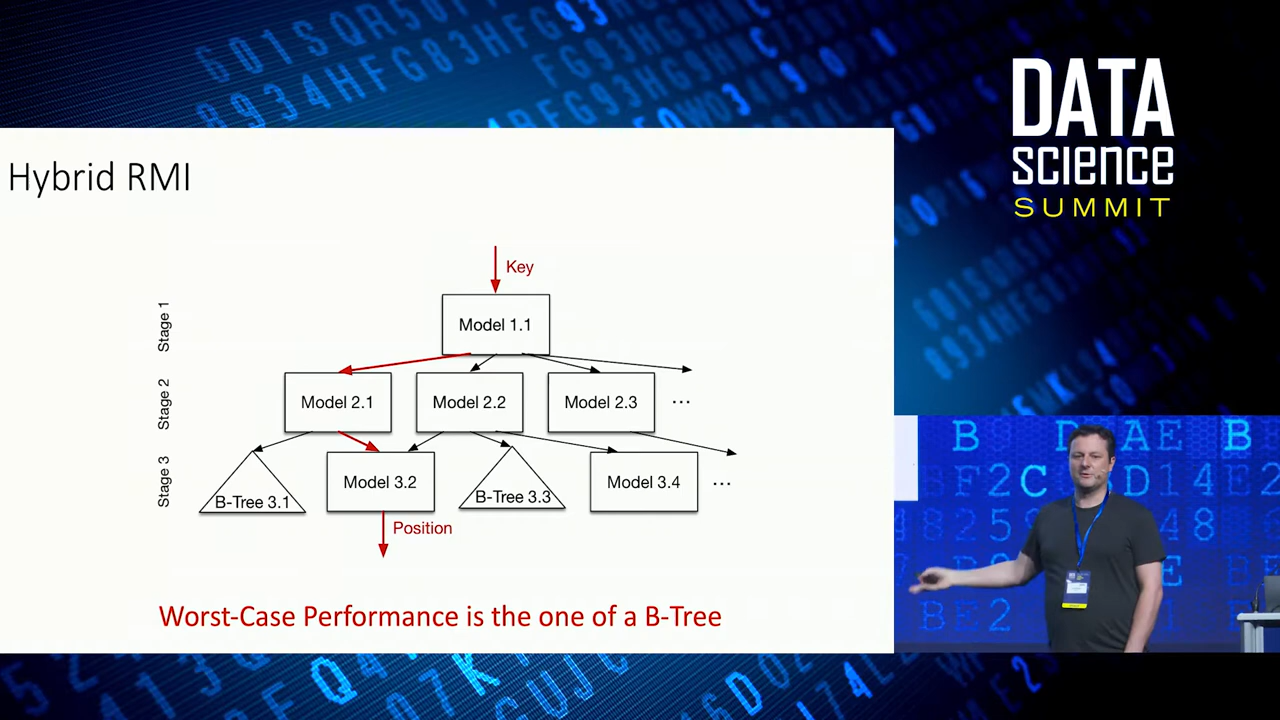 DATA
SCIENCE
SUMMIT
Hybrid RMI
Key
Stage 1
Model 1.1
Stage 2
Model 2.1
Model 2.2
Model 2.3
...
Stage 3
B-Tree 3.1
Model 3.2
B-Tree 3.3
Model 3.4
...
Position
Worst-Case Performance is the one of a B-Tree